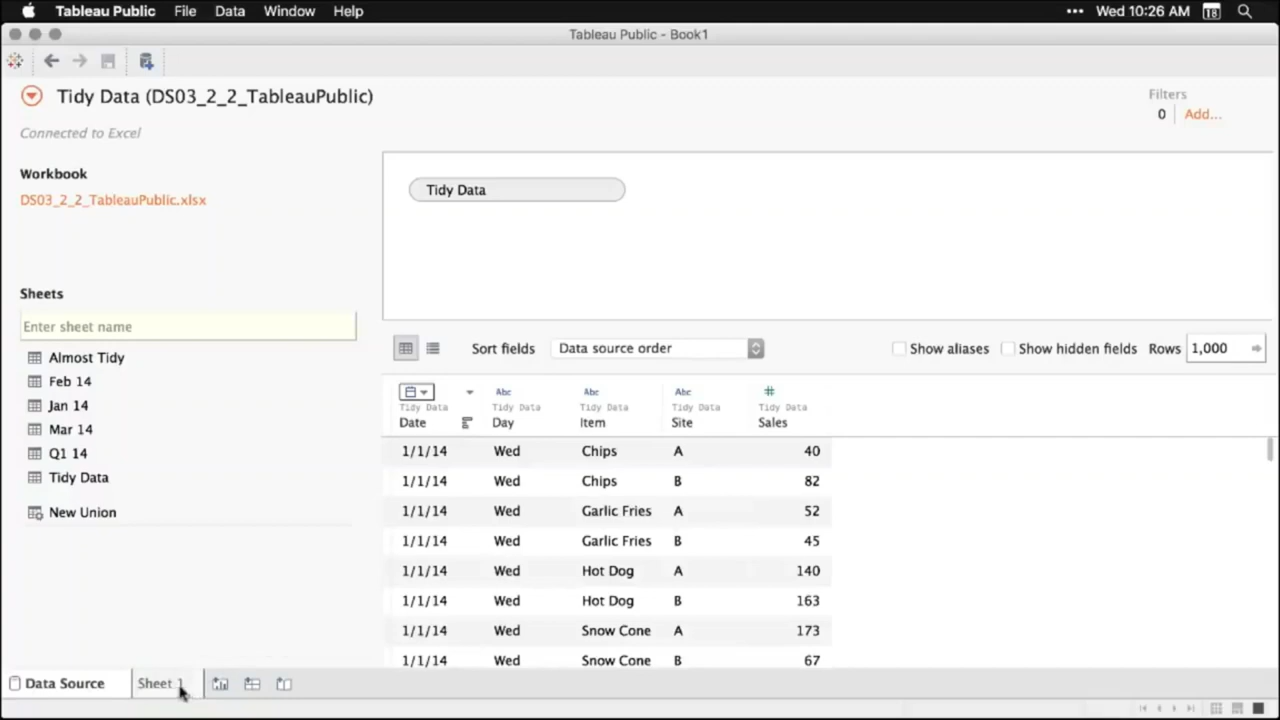 Tableau Public File Data Window Help ••• Wed 10:26 AM 18
Tableau Public - Book1
Tidy Data (DS03_2_2_TableauPublic)
Filters
0 Add...
Connected to Excel
Workbook
DS03_2_2_TableauPublic.xlsx
Tidy Data
Sheets
Enter sheet name
Almost Tidy
Feb 14
Jan 14
Mar 14
Q1 14
Tidy Data
New Union
Sort fields Data source order Show aliases Show hidden fields Rows 1,000
Abc Abc Abc #
Tidy Data Tidy Data Tidy Data Tidy Data Tidy Data
Date Day Item Site Sales
1/1/14 Wed Chips A 40
1/1/14 Wed Chips B 82
1/1/14 Wed Garlic Fries A 52
1/1/14 Wed Garlic Fries B 45
1/1/14 Wed Hot Dog A 140
1/1/14 Wed Hot Dog B 163
1/1/14 Wed Snow Cone A 173
1/1/14 Wed Snow Cone B 67
Data Source Sheet 1